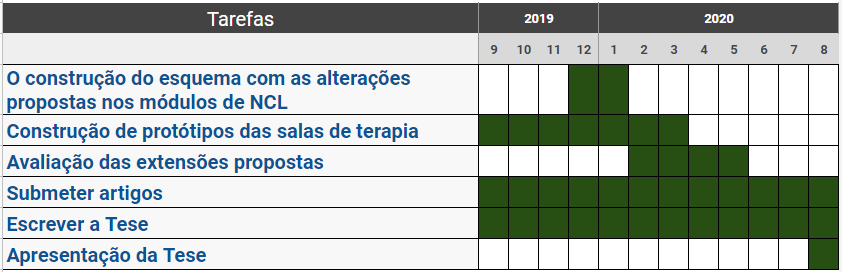 Tarefas 2019 2020
9 10 11 12 1 2 3 4 5 6 7 8
O construção do esquema com as alterações
propostas nos módulos de NCL
Construção de protótipos das salas de terapia
Avaliação das extensões propostas
Submeter artigos
Escrever a Tese
Apresentação da Tese